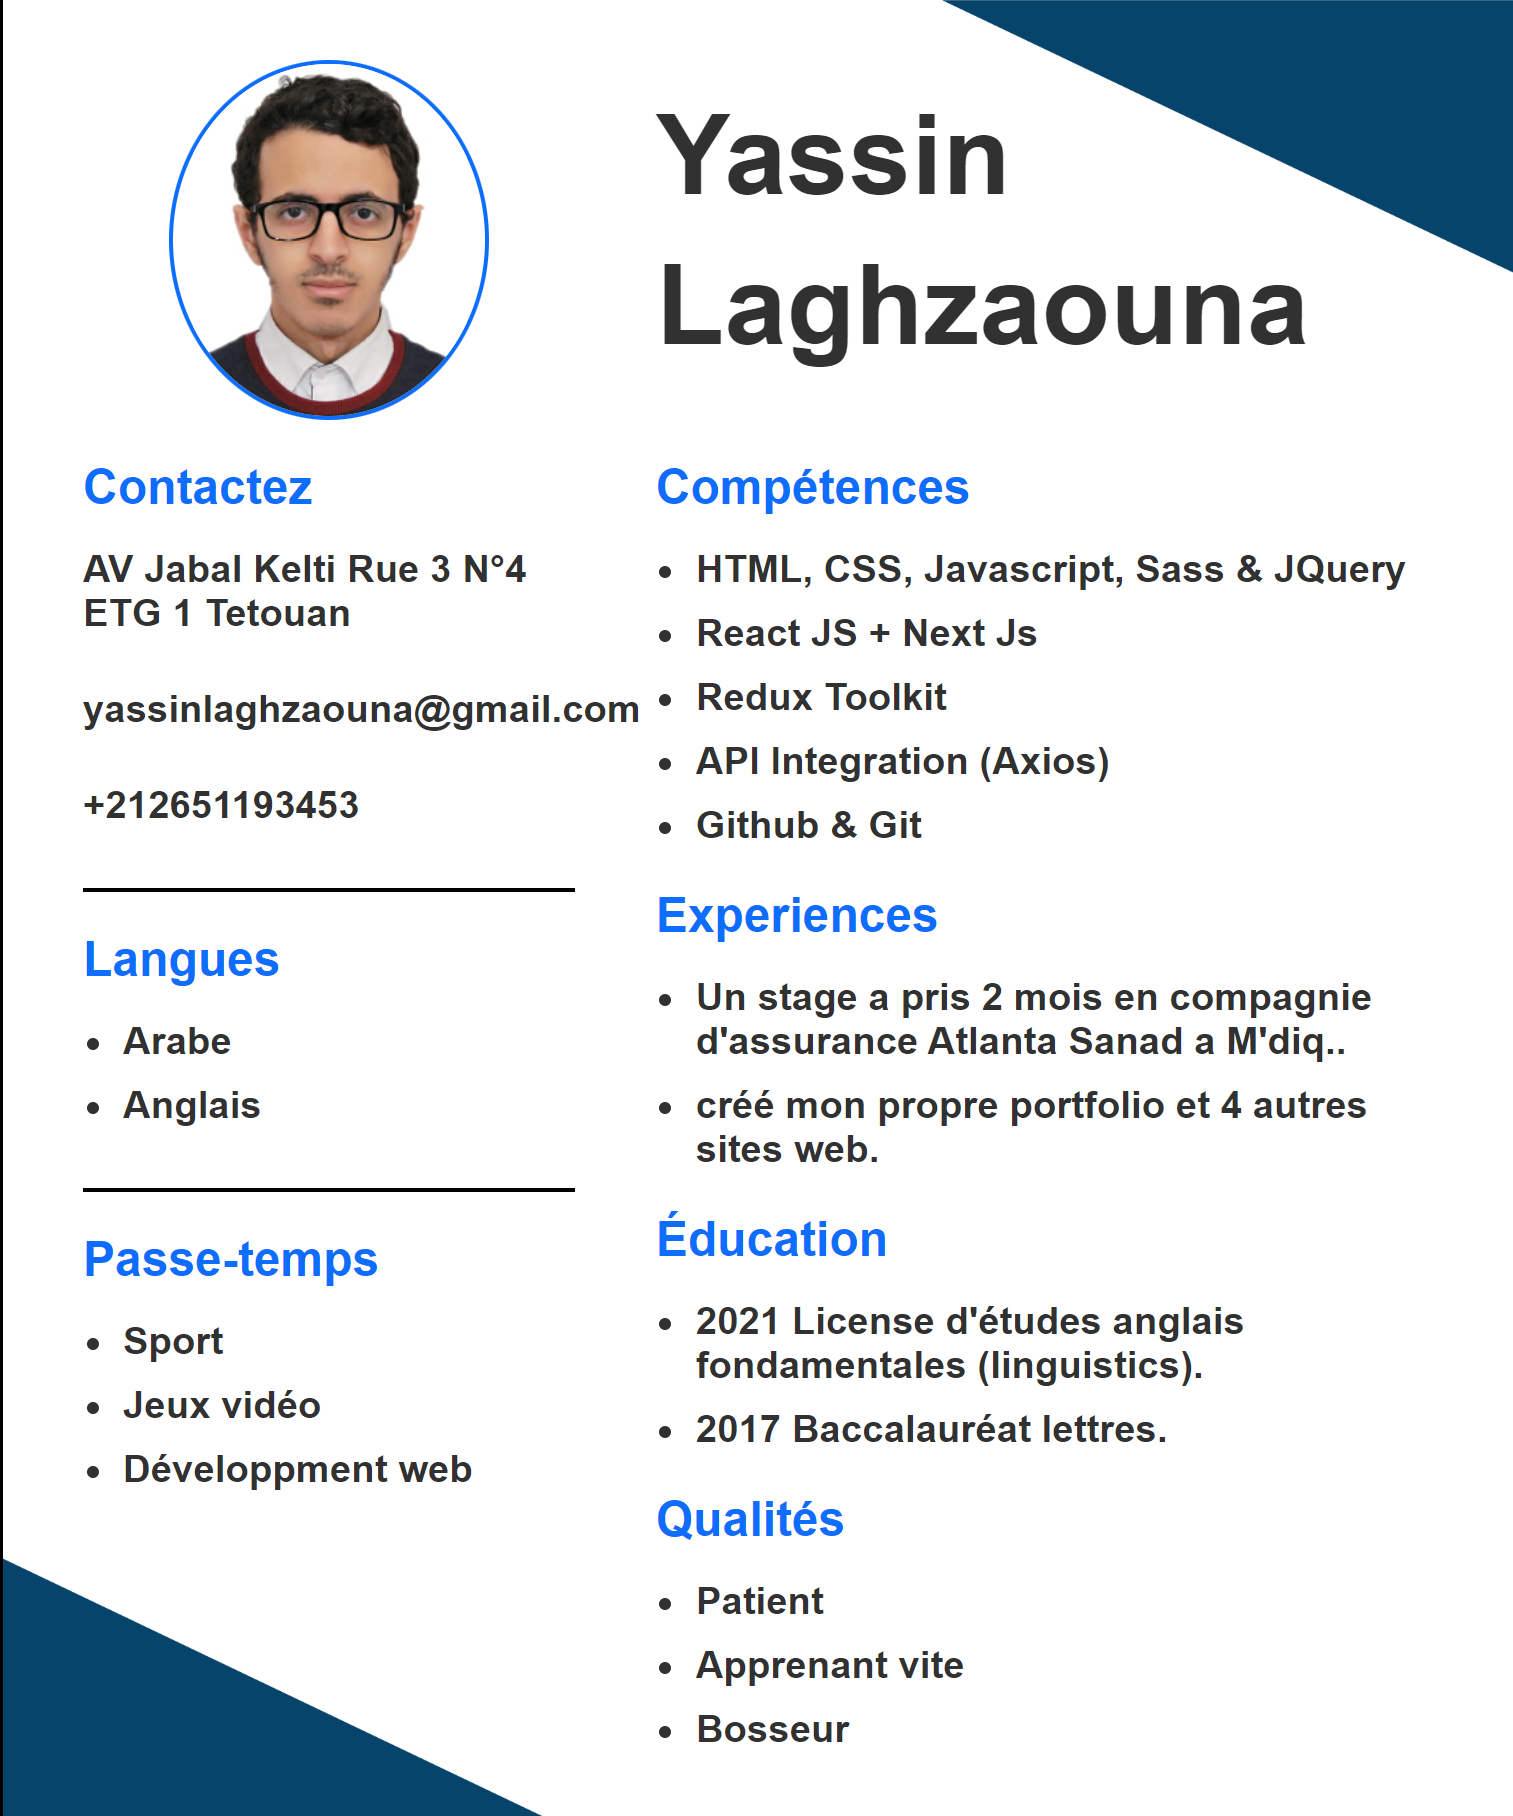 Yassin
Laghzaouna
Contactez
AV Jabal Kelti Rue 3 N°4
ETG 1 Tetouan
yassinlaghzaouna@gmail.com
+212651193453
Langues
• Arabe
• Anglais
Passe-temps
• Sport
• Jeux vidéo
• Développment web
Compétences
• HTML, CSS, Javascript, Sass & JQuery
• React JS + Next Js
• Redux Toolkit
• API Integration (Axios)
• Github & Git
Experiences
• Un stage a pris 2 mois en compagnie
d'assurance Atlanta Sanad a M'diq..
• créé mon propre portfolio et 4 autres
sites web.
Éducation
• 2021 License d'études anglais
fondamentales (linguistics).
• 2017 Baccalauréat lettres.
Qualités
• Patient
• Apprenant vite
• Bosseur